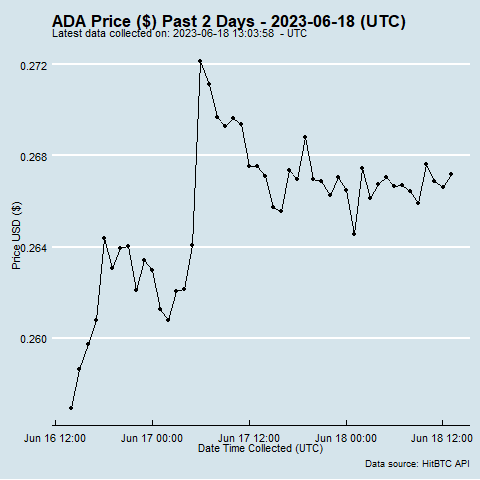 ADA Price ($) Past 2 Days - 2023-06-18 (UTC)
Latest data collected on: 2023-06-18 13:03:58 - UTC
0.272
0.268
0.264
0.260
Price USD ($)
Jun 16 12:00 Jun 17 00:00 Jun 17 12:00 Jun 18 00:00 Jun 18 12:00
Date Time Collected (UTC)
Data source: HitBTC API